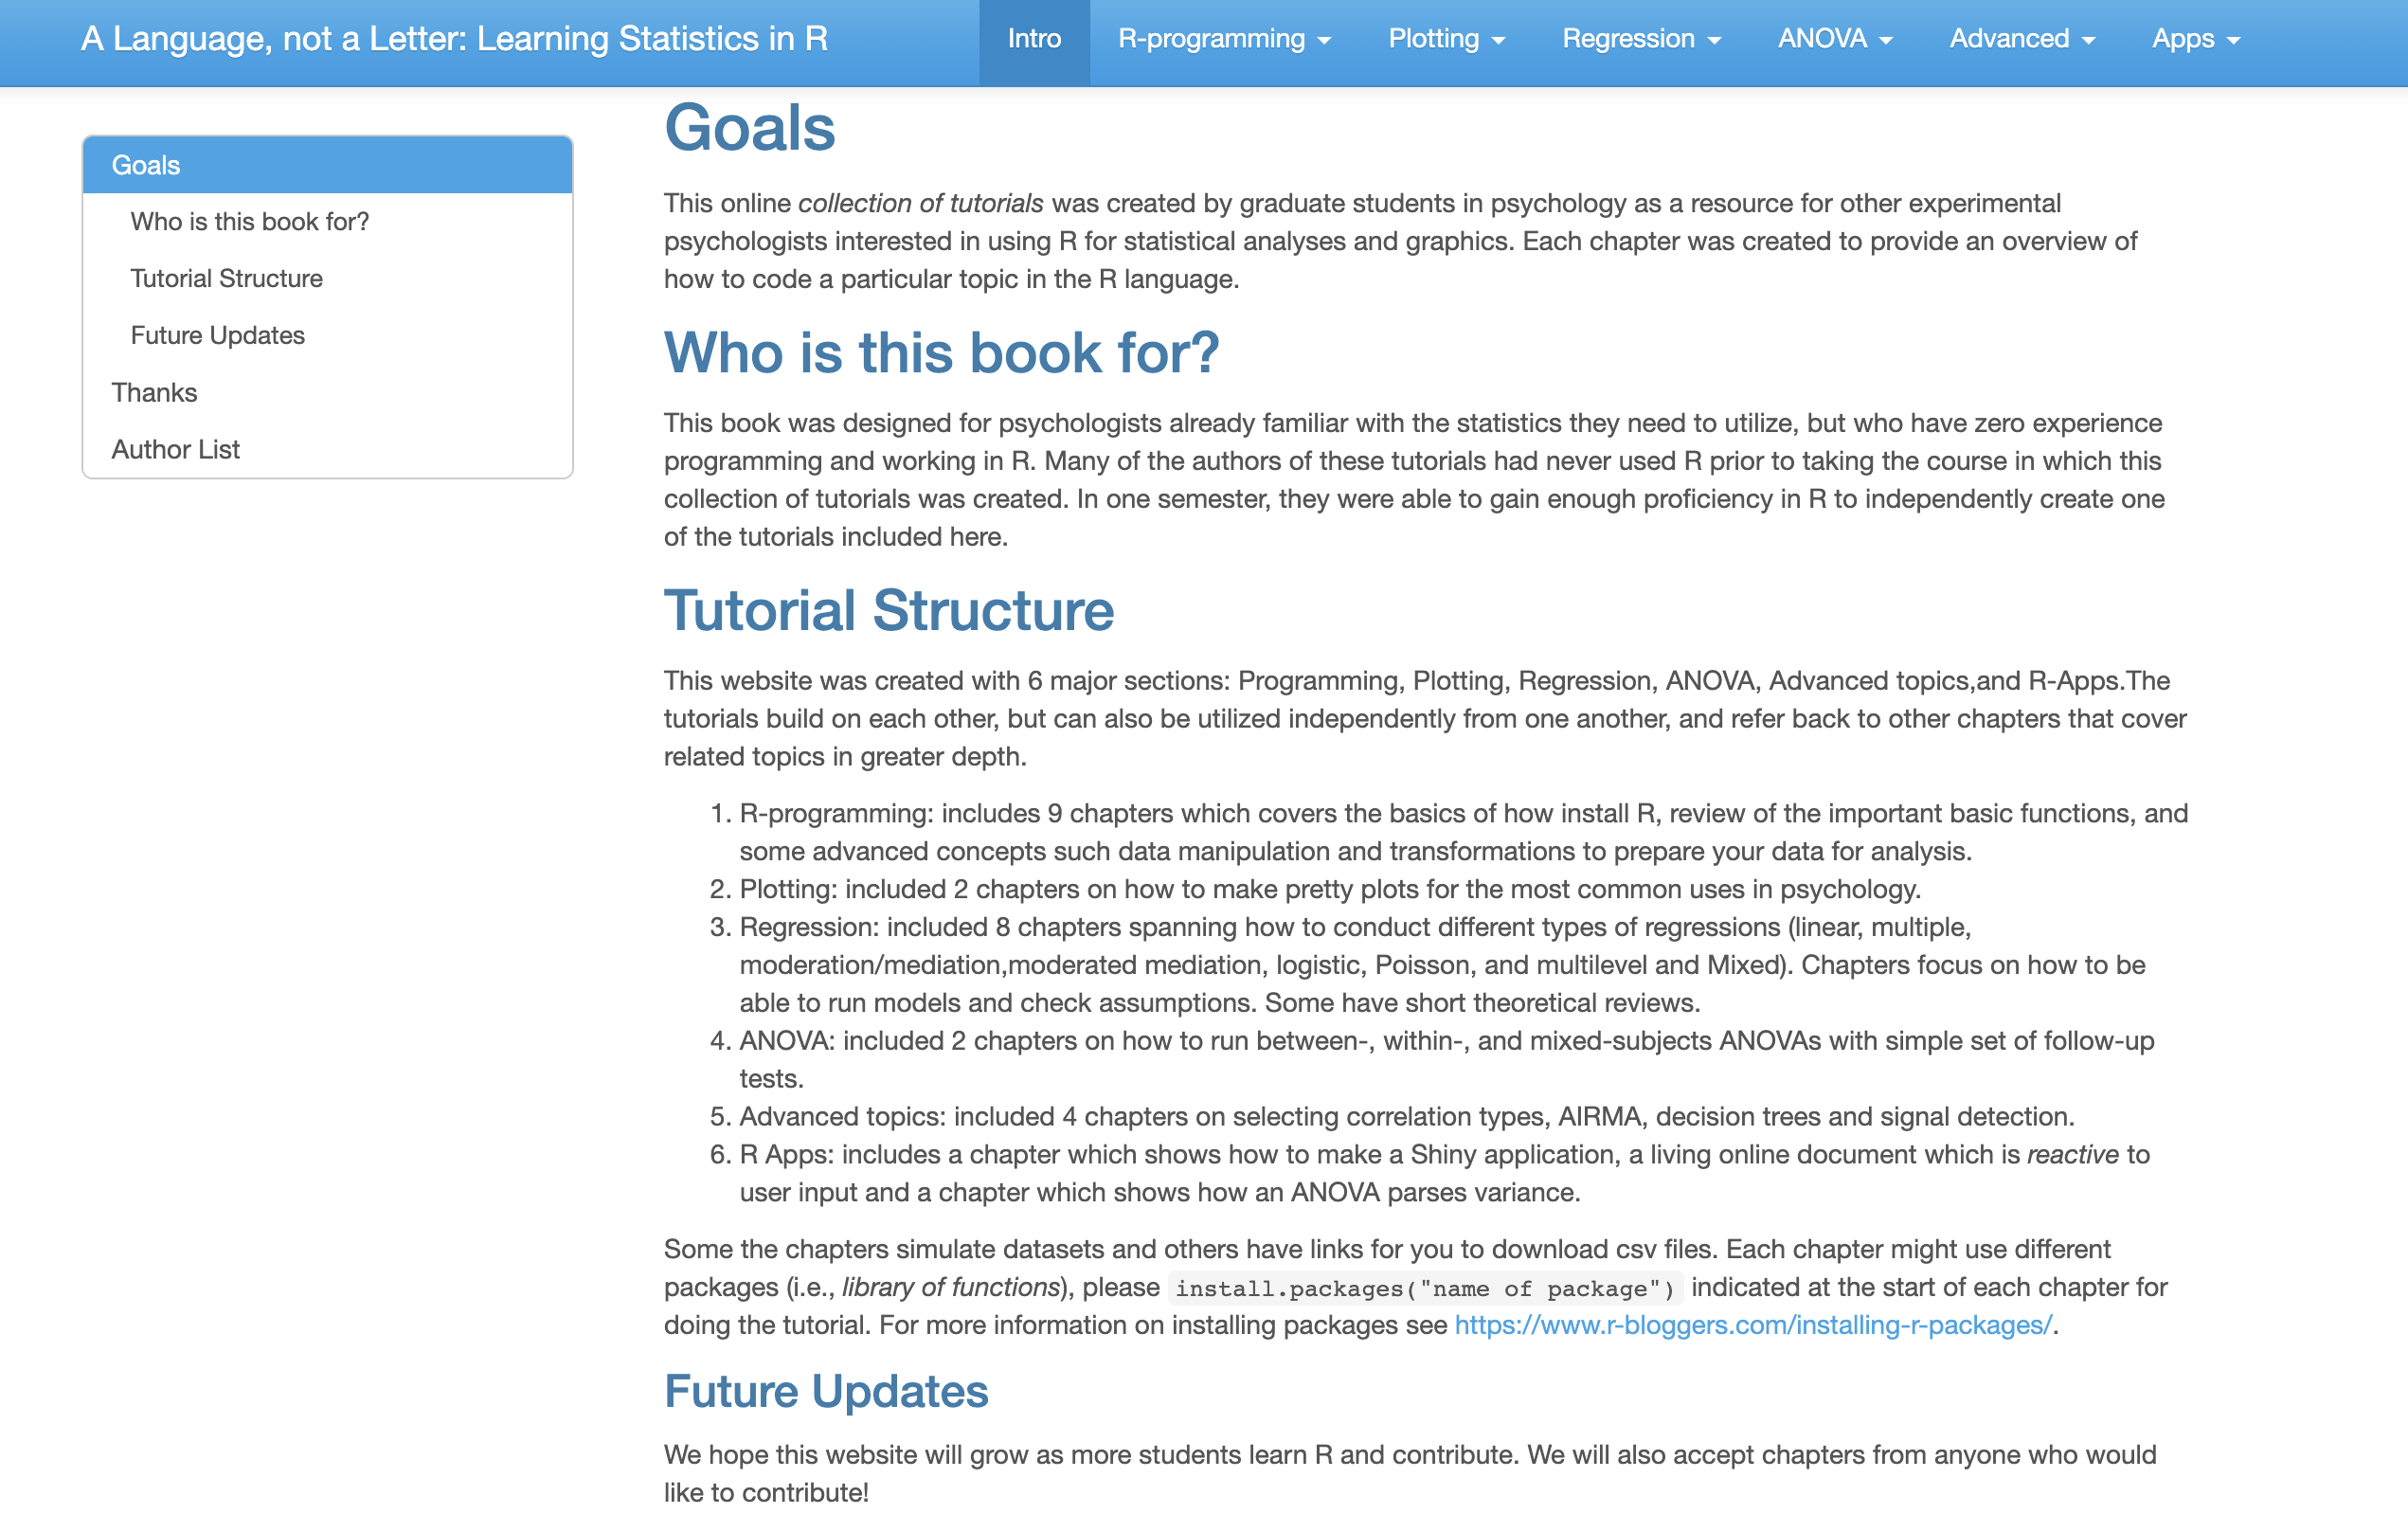 A Language, not a Letter: Learning Statistics in R
Intro
R-programming
Plotting
Regression
ANOVA
Advanced
Apps
Goals
Who is this book for?
Tutorial Structure
Future Updates
Thanks
Author List
Goals
This online collection of tutorials was created by graduate students in psychology as a resource for other experimental
psychologists interested in using R for statistical analyses and graphics. Each chapter was created to provide an overview of
how to code a particular topic in the R language.
Who is this book for?
This book was designed for psychologists already familiar with the statistics they need to utilize, but who have zero experience
programming and working in R. Many of the authors of these tutorials had never used R prior to taking the course in which this
collection of tutorials was created. In one semester, they were able to gain enough proficiency in R to independently create one
of the tutorials included here.
Tutorial Structure
This website was created with 6 major sections: Programming, Plotting, Regression, ANOVA, Advanced topics,and R-Apps.The
tutorials build on each other, but can also be utilized independently from one another, and refer back to other chapters that cover
related topics in greater depth.
1. R-programming: includes 9 chapters which covers the basics of how install R, review of the important basic functions, and
some advanced concepts such data manipulation and transformations to prepare your data for analysis.
2. Plotting: included 2 chapters on how to make pretty plots for the most common uses in psychology.
3. Regression: included 8 chapters spanning how to conduct different types of regressions (linear, multiple,
moderation/mediation,moderated mediation, logistic, Poisson, and multilevel and Mixed). Chapters focus on how to be
able to run models and check assumptions. Some have short theoretical reviews.
4. ANOVA: included 2 chapters on how to run between-, within-, and mixed-subjects ANOVAs with simple set of follow-up
tests.
5. Advanced topics: included 4 chapters on selecting correlation types, AIRMA, decision trees and signal detection.
6. R Apps: includes a chapter which shows how to make a Shiny application, a living online document which is reactive to
user input and a chapter which shows how an ANOVA parses variance.
Some the chapters simulate datasets and others have links for you to download csv files. Each chapter might use different
packages (i.e., library of functions), please install.packages("name of package") indicated at the start of each chapter for
doing the tutorial. For more information on installing packages see https://www.r-bloggers.com/installing-r-packages/.
Future Updates
We hope this website will grow as more students learn R and contribute. We will also accept chapters from anyone who would
like to contribute!